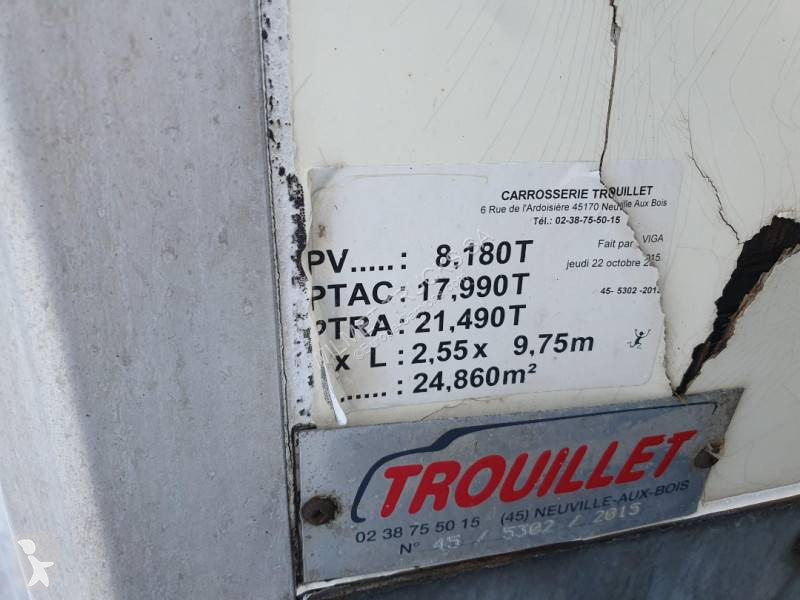 CARROSSERIE TROUILLET
6 Rue de l'Ardoisière 45170 Neuville Aux Bois
Tél.: 02-38-75-50-15
Fait par VIGA
jeudi 22 octobre
45- 5302 -2015
PV.....: 8,180T
PTAC: 17,990T
PTRA: 21,490T
x L : 2,55x 9,75m
......: 24,860m²
TROUILLET
02 38 75 50 15 (45) NEUVILLE-AUX-BOIS
N° 45 / 5302 / 2015